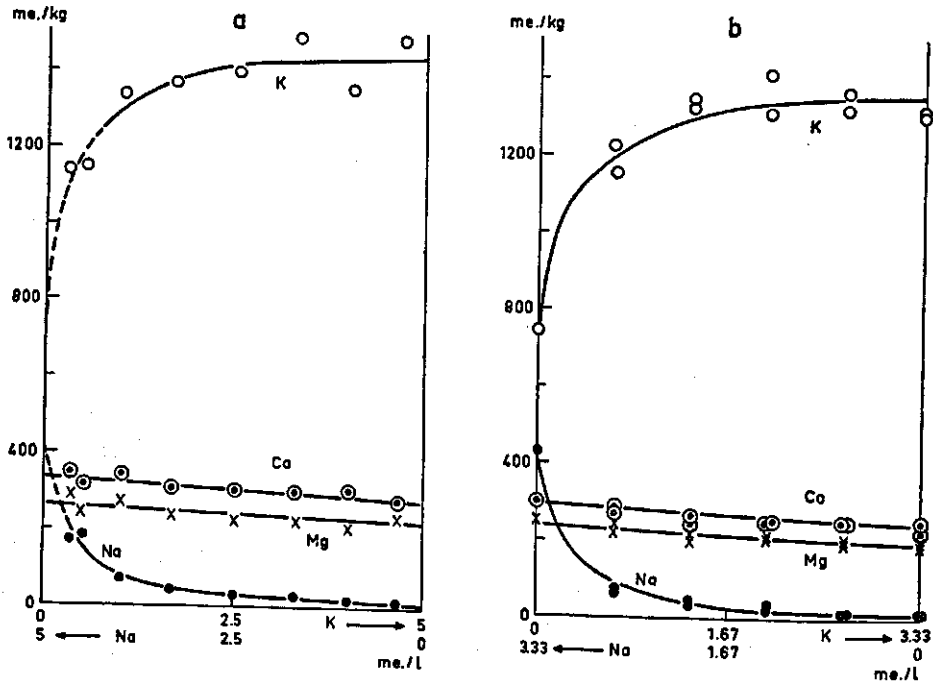 me./kg
a
1200
800
400
0
K
Ca
Mg
Na
0 2.5 K → 5
5 ← Na 2.5 0
me./l
me./kg
b
1200
800
400
0
K
Ca
Mg
Na
0 1.67 K → 3.33
3.33 ← Na 1.67 0
me./l